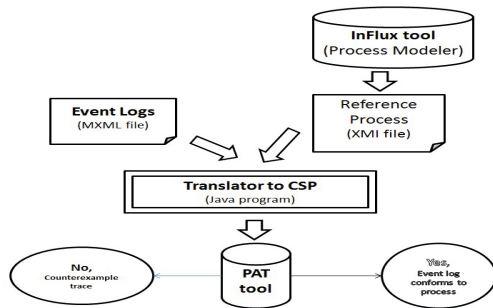 InFlux tool
(Process Modeler)
Event Logs
(MXML file)
Reference
Process
(XMI file)
Translator to CSP
(Java program)
No,
Counterexample
trace
PAT
tool
Yes,
Event log
conforms to
process